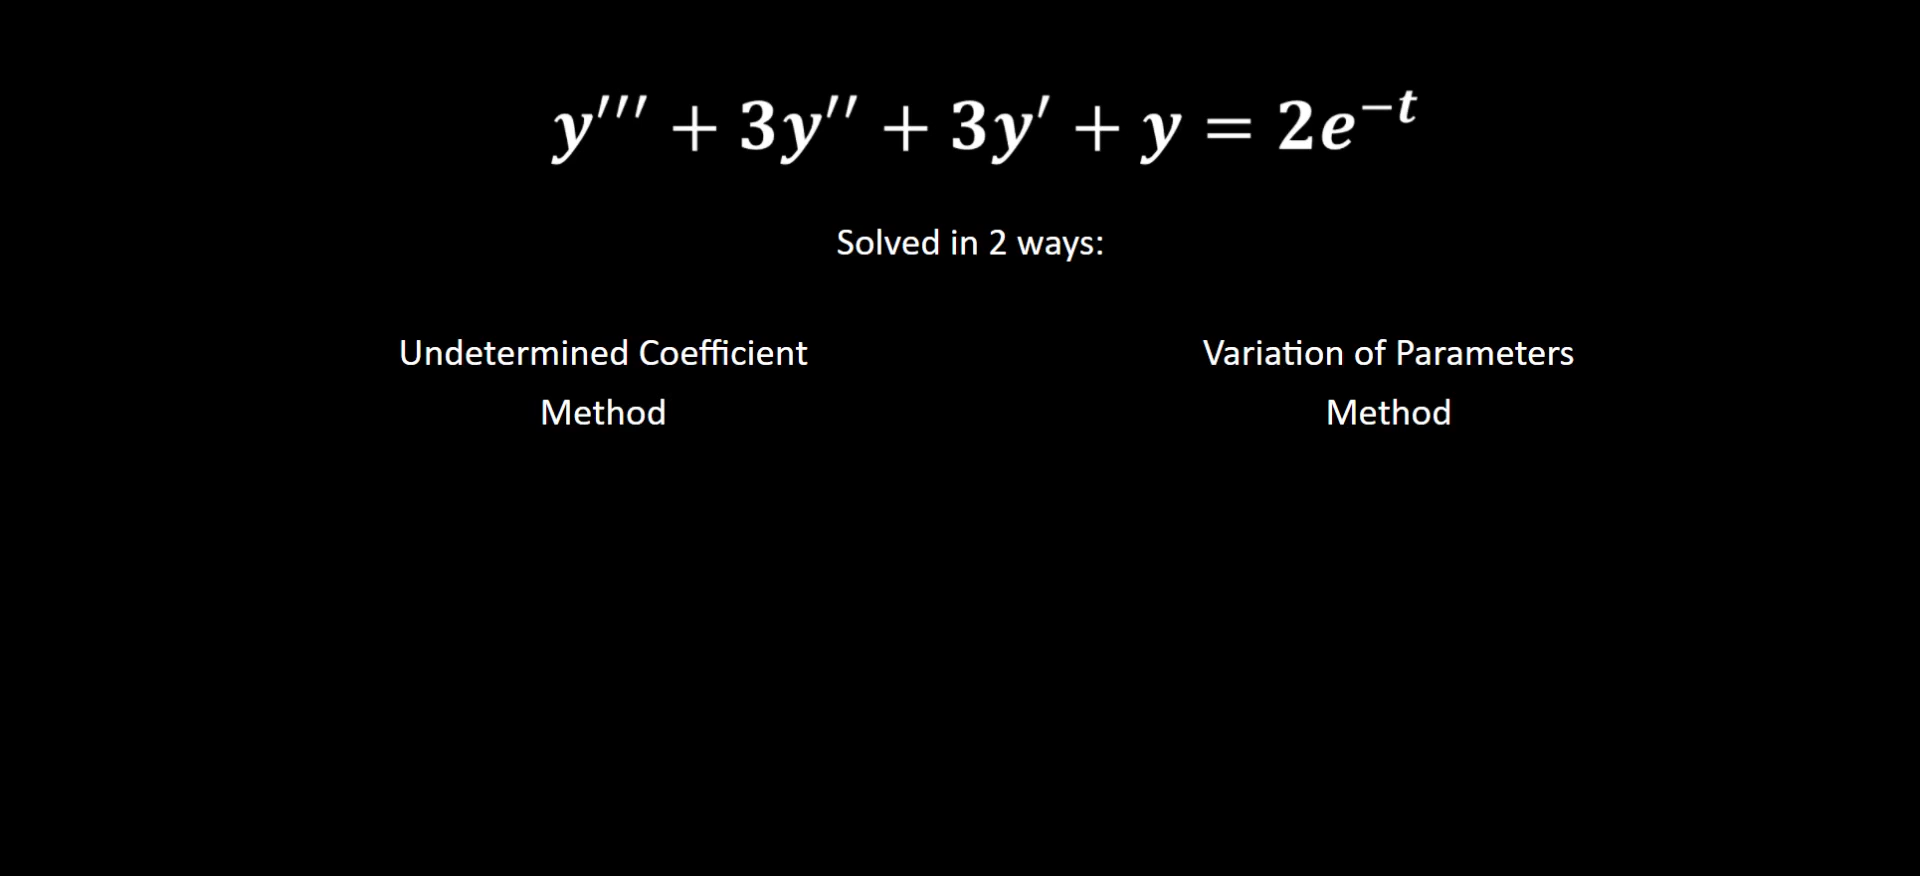 y''' + 3y'' + 3y' + y = 2e⁻ᵗ
Solved in 2 ways:
Undetermined Coefficient
Method
Variation of Parameters
Method